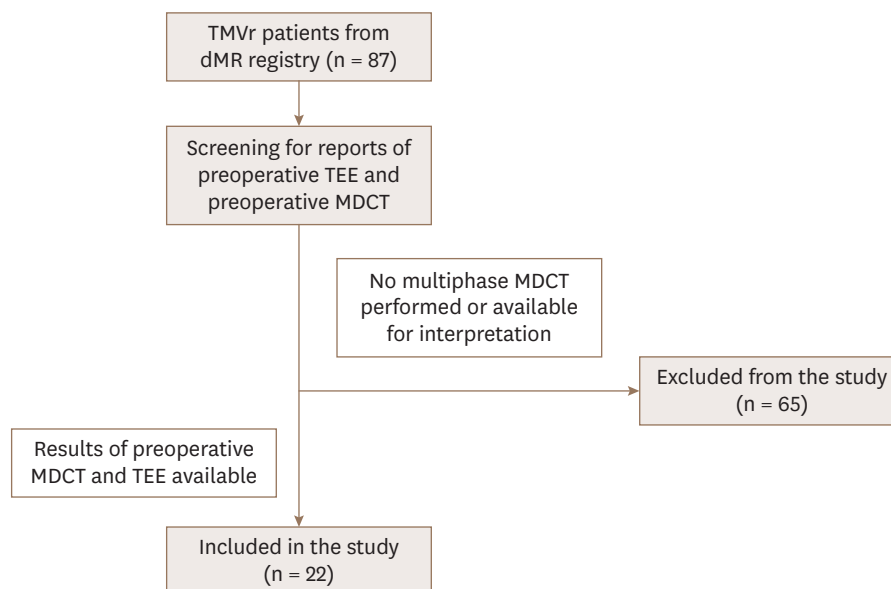 TMVr patients from
dMR registry (n = 87)
Screening for reports of
preoperative TEE and
preoperative MDCT
No multiphase MDCT
performed or available
for interpretation
Excluded from the study
(n = 65)
Results of preoperative
MDCT and TEE available
Included in the study
(n = 22)